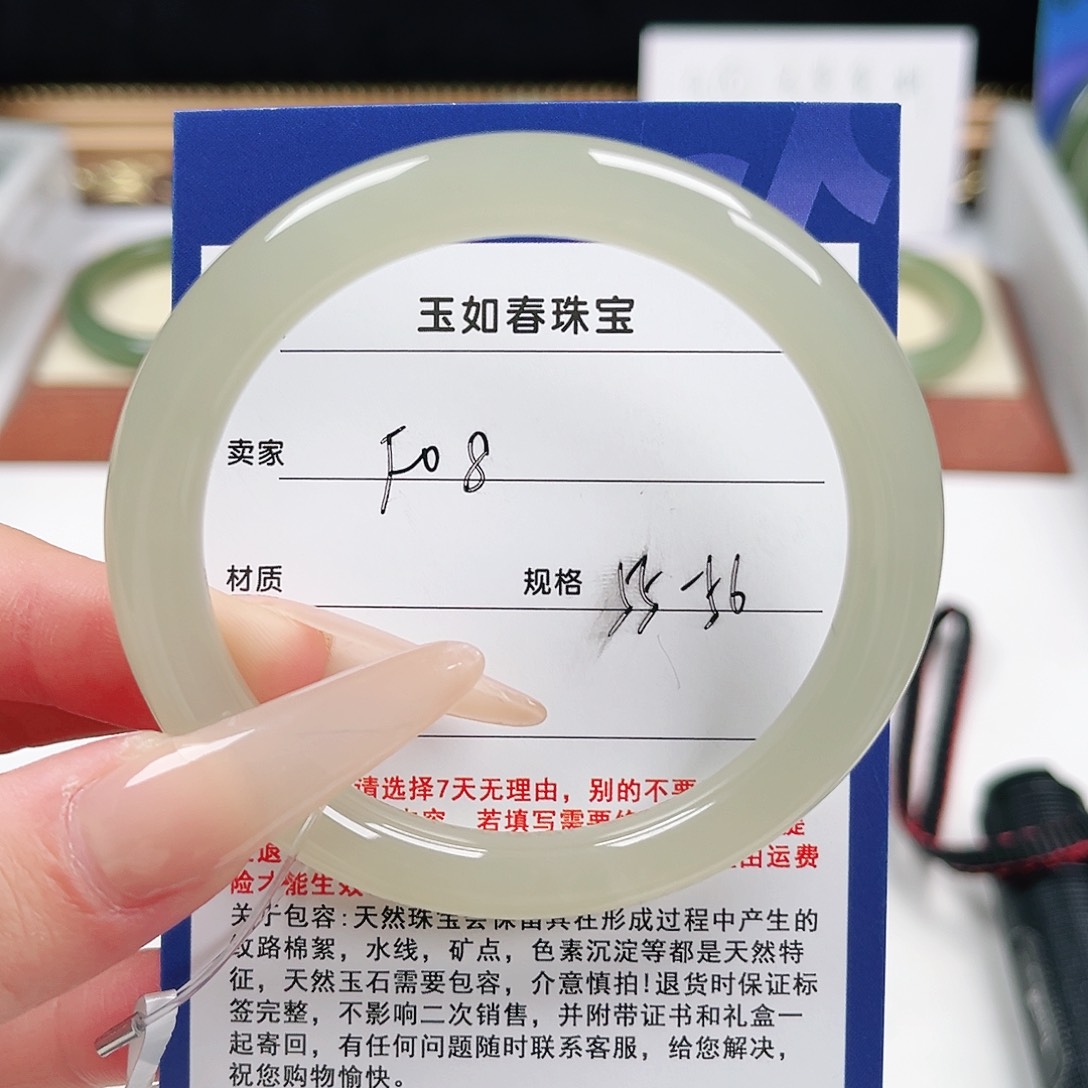 玉如春珠宝
卖家 F08
材质 规格 55-56
请选择7天无理由，别的不要
若填写需要
退 由运费
险才能生效
关于包容：天然珠宝会保留其在形成过程中产生的
纹路棉絮，水线，矿点，色素沉淀等都是天然特
征，天然玉石需要包容，介意慎拍！退货时保证标
签完整，不影响二次销售，并附带证书和礼盒一
起寄回，有任何问题随时联系客服，给您解决，
祝您购物愉快。